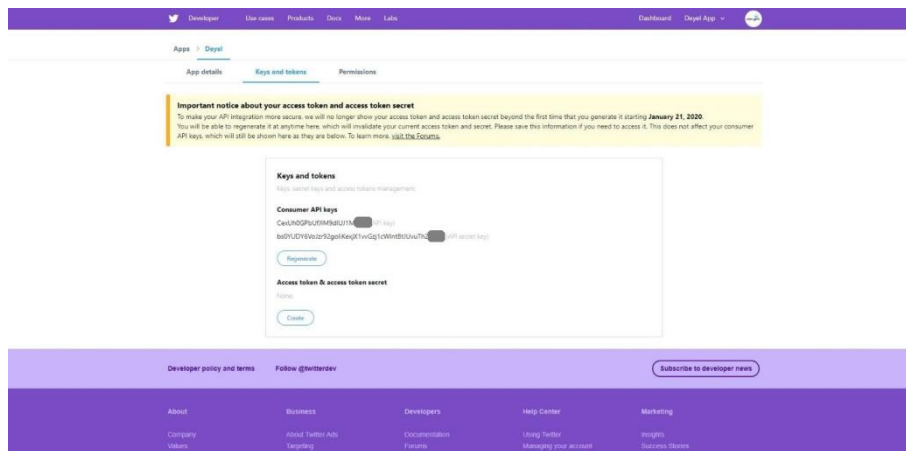 Developer Use cases Products Docs More Labs Dashboard Deyel App
Apps > Deyel
App details Keys and tokens Permissions
Important notice about your access token and access token secret
To make your API integration more secure, we will no longer show your access token and access token secret beyond the first time that you generate it starting January 21, 2020.
You will be able to regenerate it at anytime here, which will invalidate your current access token and secret. Please save this information if you need to access it. This does not affect your consumer
API keys, which will still be shown here as they are below. To learn more, visit the Forums.
Keys and tokens
Keys, secret keys and access tokens management.
Consumer API keys
(API key)
(API secret key)
Regenerate
Access token & access token secret
None
Create
Developer policy and terms Follow @twitterdev Subscribe to developer news
About Business Developers Help Center Marketing
Company About Twitter Ads Documentation Using Twitter Insights
Values Targeting Forums Managing your account Success Stories